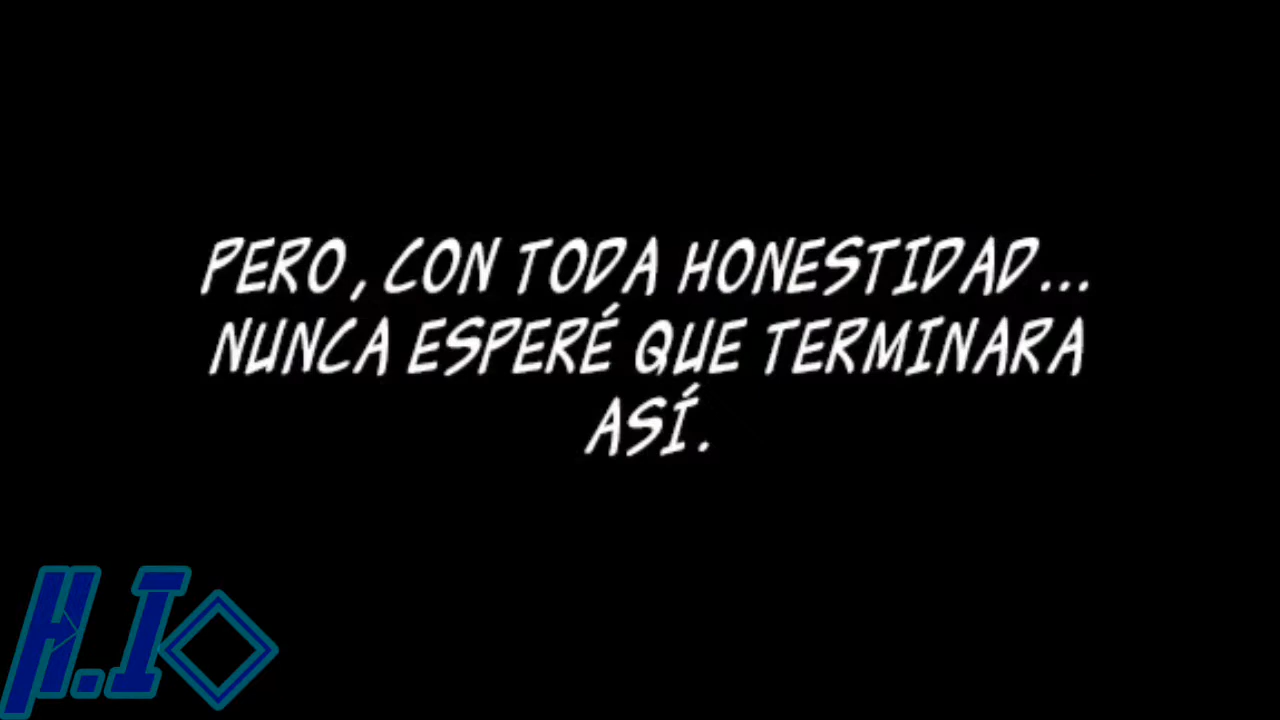 PERO, CON TODA HONESTIDAD...
NUNCA ESPERÉ QUE TERMINARA
ASÍ.
H.I◇